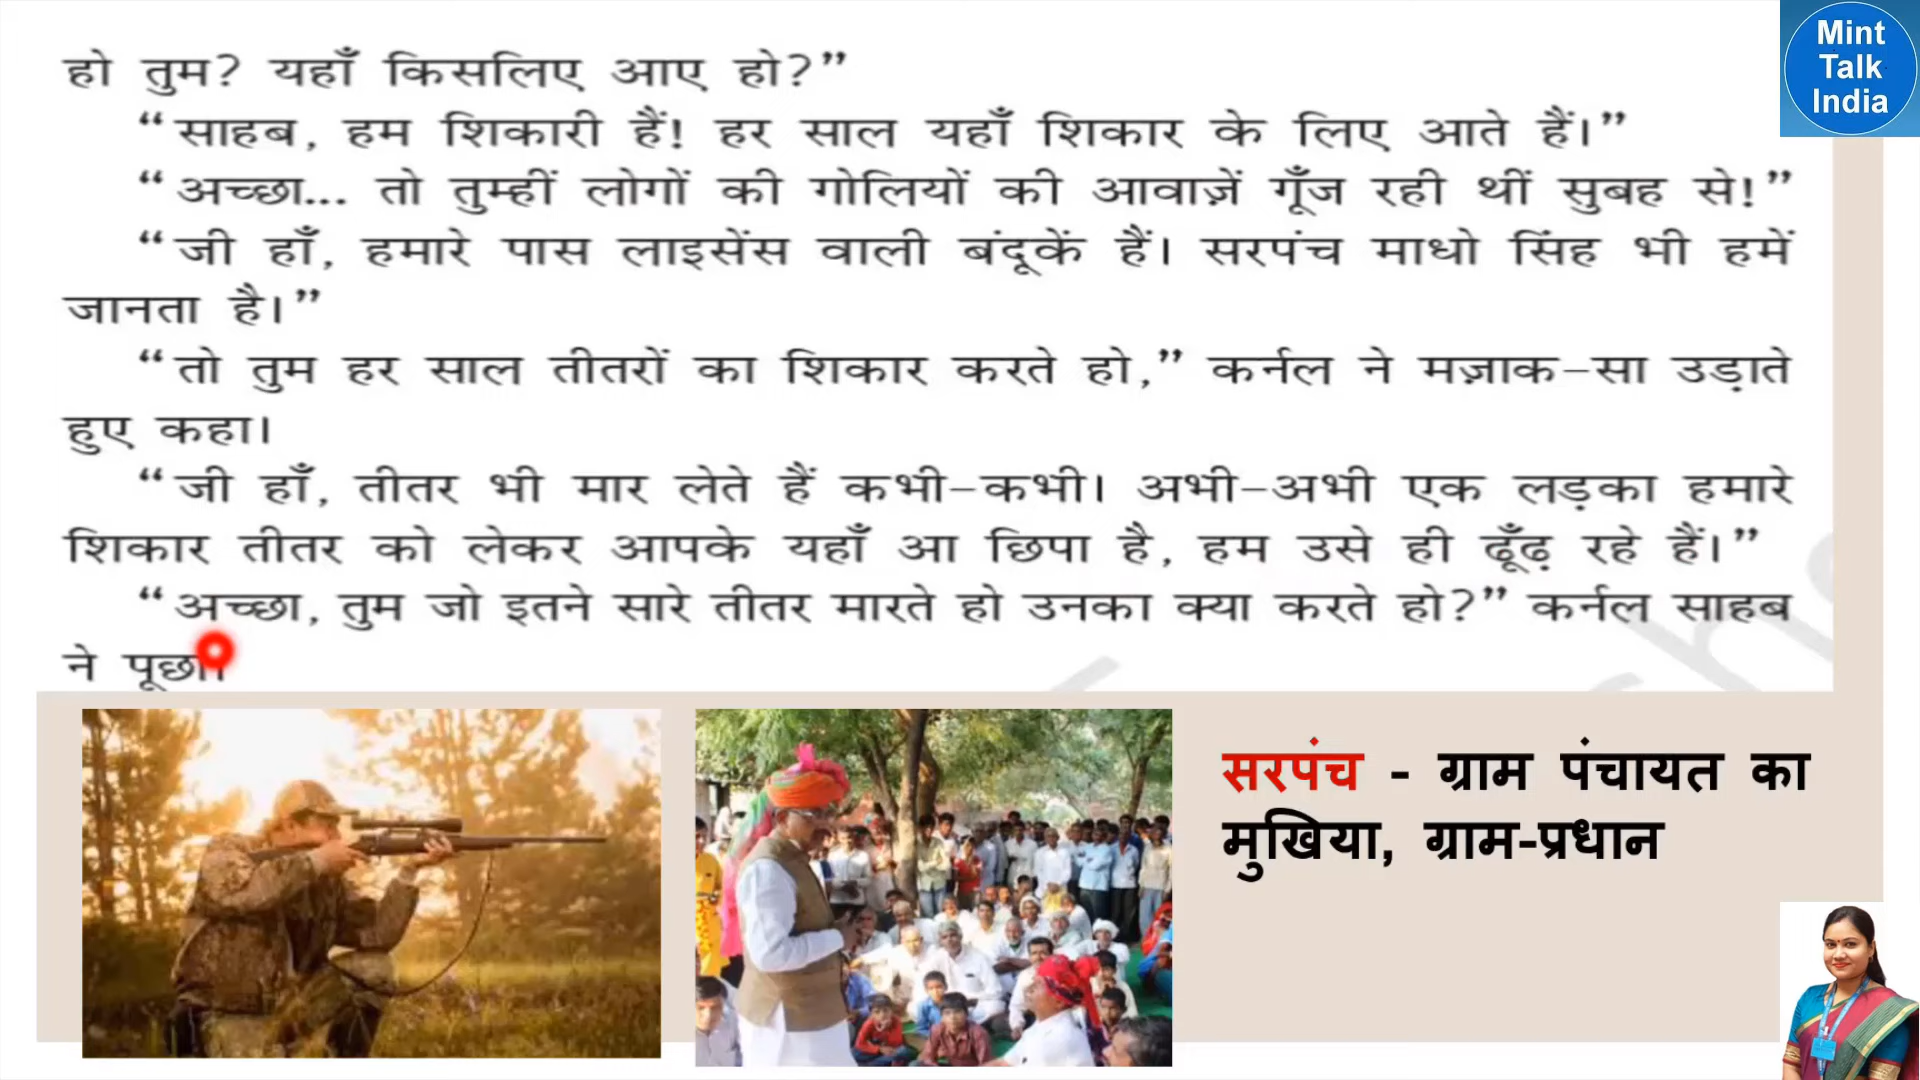 हो तुम? यहाँ किसलिए आए हो?”
“साहब, हम शिकारी हैं! हर साल यहाँ शिकार के लिए आते हैं।”
“अच्छा... तो तुम्हीं लोगों की गोलियों की आवाज़ें गूँज रही थीं सुबह से!”
“जी हाँ, हमारे पास लाइसेंस वाली बंदूकें हैं। सरपंच माधो सिंह भी हमें
जानता है।”
“तो तुम हर साल तीतरों का शिकार करते हो,” कर्नल ने मज़ाक-सा उड़ाते
हुए कहा।
“जी हाँ, तीतर भी मार लेते हैं कभी-कभी। अभी-अभी एक लड़का हमारे
शिकार तीतर को लेकर आपके यहाँ आ छिपा है, हम उसे ही ढूँढ़ रहे हैं।”
“अच्छा, तुम जो इतने सारे तीतर मारते हो उनका क्या करते हो?” कर्नल साहब
ने पूछा।
सरपंच - ग्राम पंचायत का
मुखिया, ग्राम-प्रधान
Mint
Talk
India